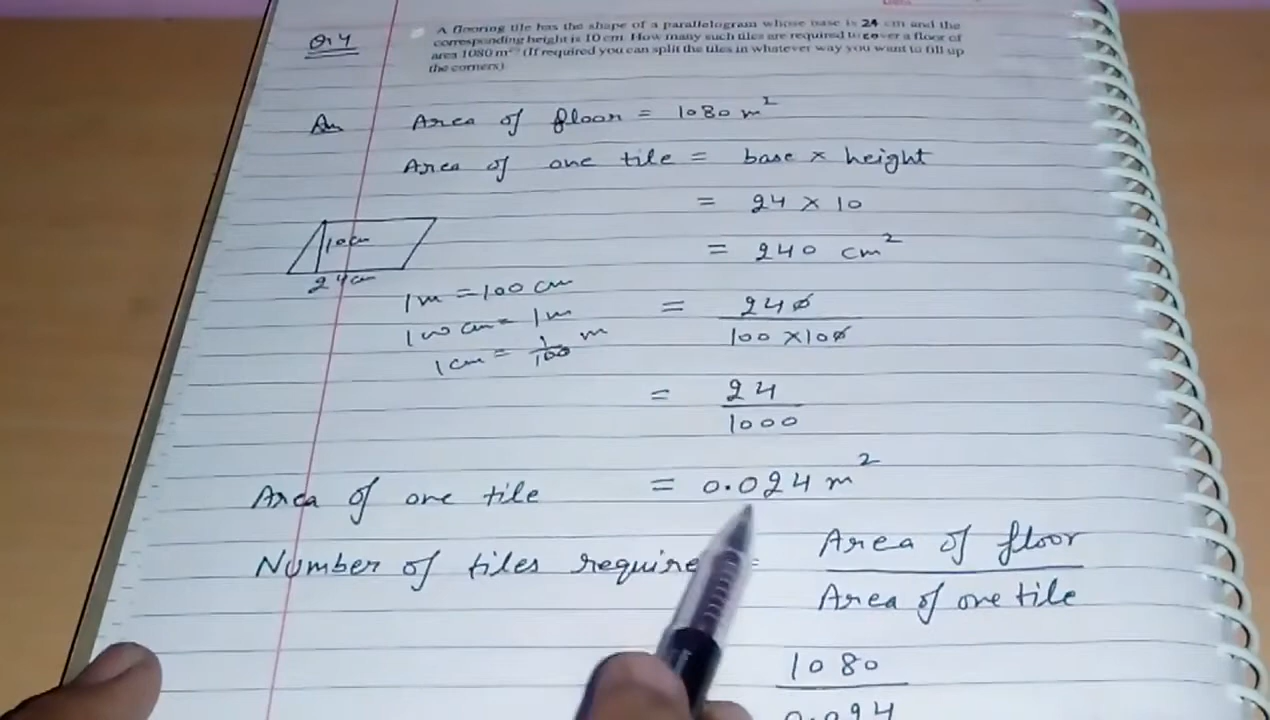 Qr 4
A flooring tile has the shape of a parallelogram whose base is 24 cm and the
corresponding height is 10 cm. How many such tiles are required to cover a floor of
area 1080 m² (If required you can split the tiles in whatever way you want to fill up
the corners)
An Area of floor = 1080 m²
Area of one tile = base × height
= 24 × 10
10cm
24cm
= 240 cm²
1m = 100 cm
100 cm = 1m
1 cm = 1/100 m
= 240 / 100 × 100
= 24 / 1000
Area of one tile = 0.024 m²
Number of tiles require = Area of floor / Area of one tile
1080 / 0.024